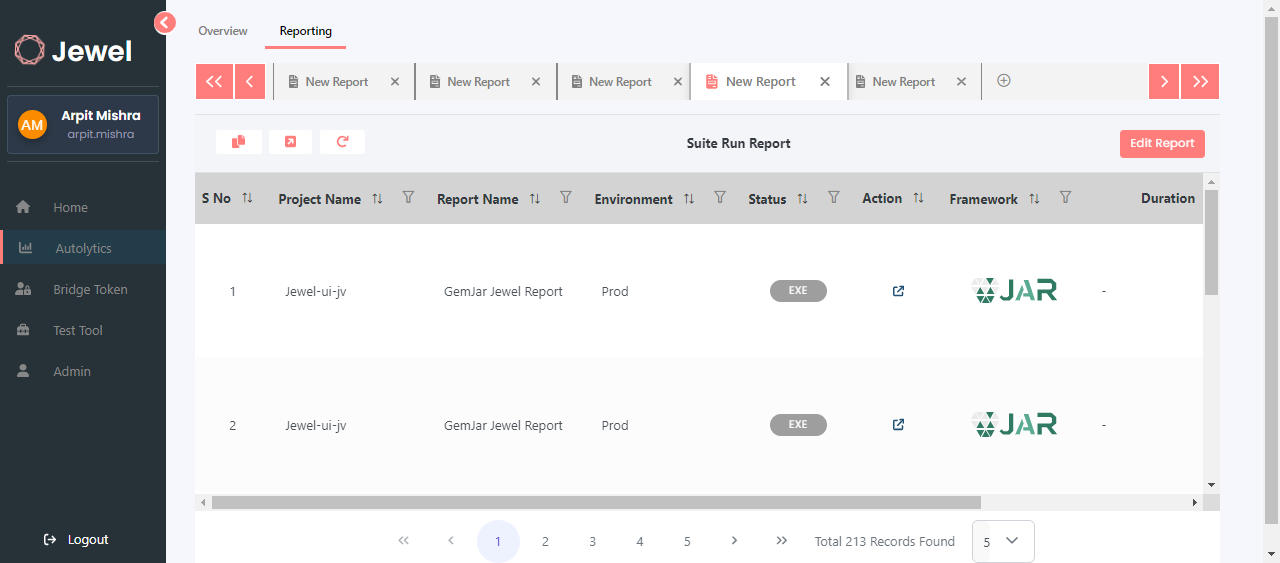 Overview Reporting
Jewel
New Report New Report New Report New Report New Report
Arpit Mishra
AM
arpit.mishra
Suite Run Report Edit Report
S No Project Name Report Name Environment Status Action Framework Duration
Home
Autolytics
Bridge Token
Test Tool
Admin
1 Jewel-ui-jv GemJar Jewel Report Prod EXE JAR -
2 Jewel-ui-jv GemJar Jewel Report Prod EXE JAR -
Logout
1 2 3 4 5 Total 213 Records Found 5